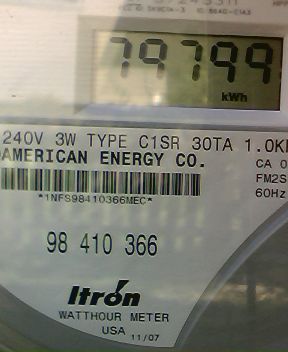 79799
kWh
240V 3W TYPE C1SR 30TA 1.0K
AMERICAN ENERGY CO.
CA 0
FM2S
60Hz
*1NFS98410366MEC*
98 410 366
Itron
WATTHOUR METER
USA 11/07